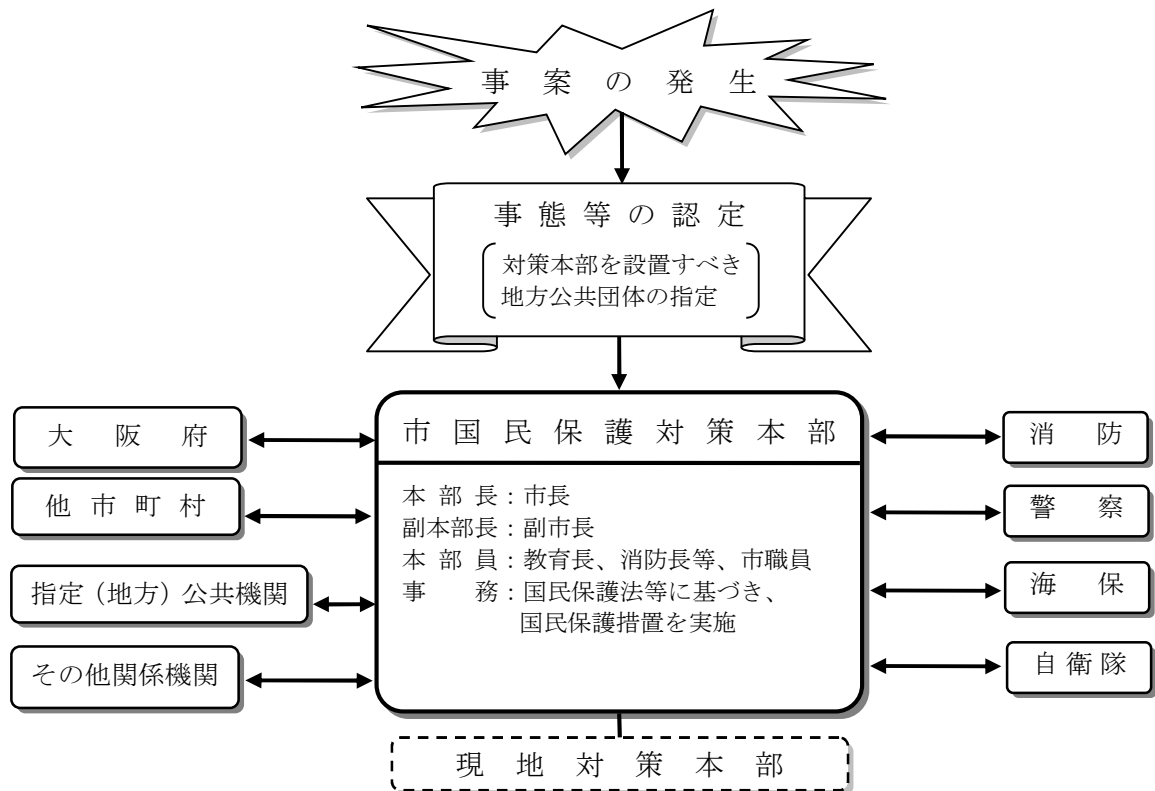 事案の発生
事態等の認定
対策本部を設置すべき
地方公共団体の指定
市国民保護対策本部
本部長：市長
副本部長：副市長
本部員：教育長、消防長等、市職員
事務：国民保護法等に基づき、
国民保護措置を実施
大阪府
他市町村
指定（地方）公共機関
その他関係機関
消防
警察
海保
自衛隊
現地対策本部